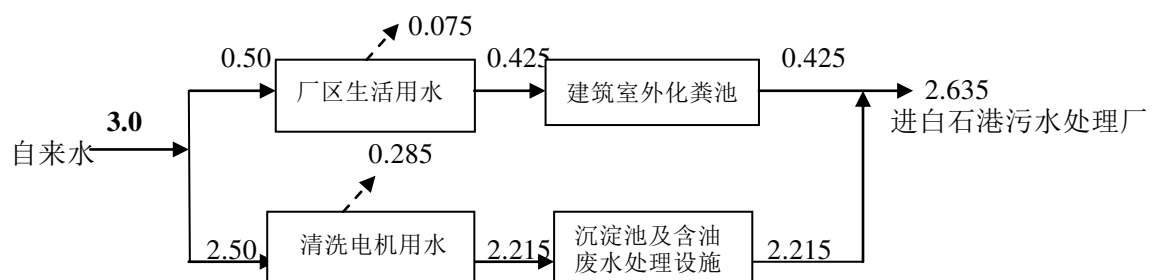 0.075
0.50
0.425
0.425
厂区生活用水
建筑室外化粪池
2.635
进白石港污水处理厂
3.0
自来水
0.285
2.50
清洗电机用水
2.215
沉淀池及含油
废水处理设施
2.215